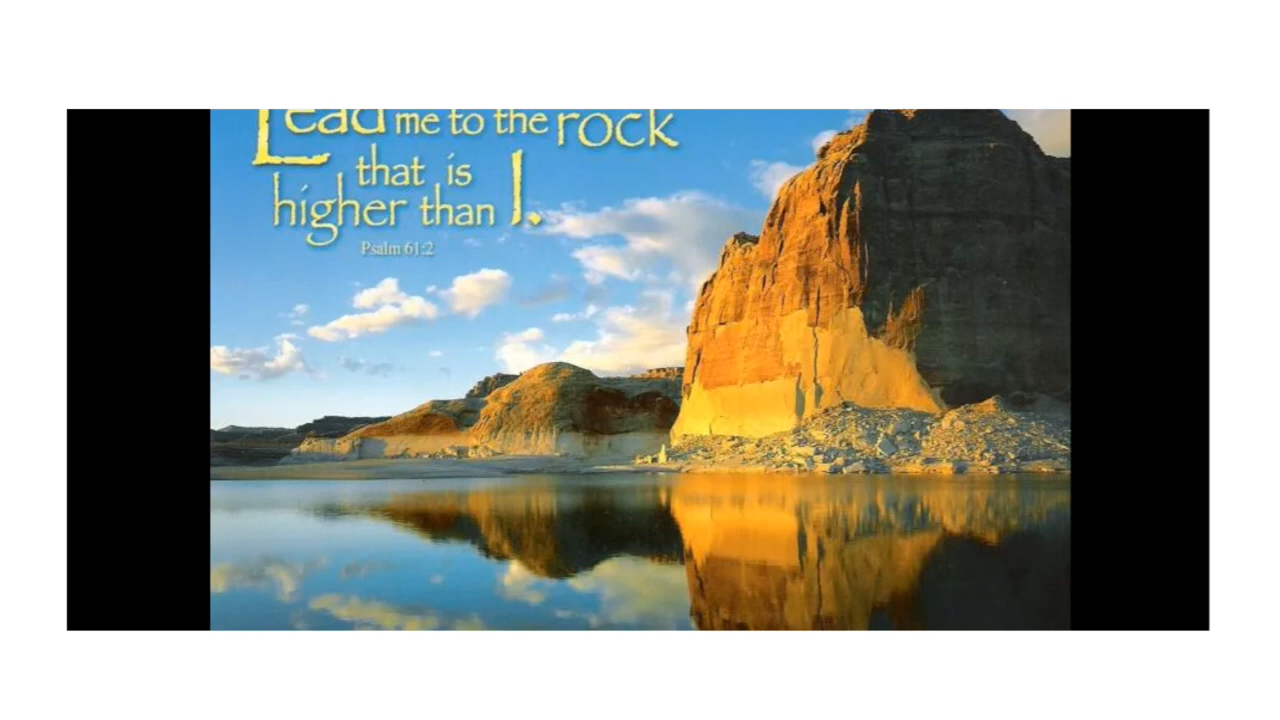 Lead me to the rock
that is
higher than I.
Psalm 61:2